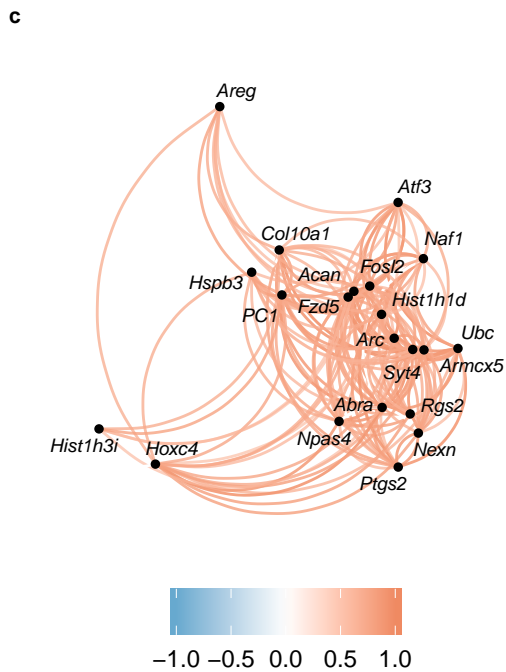 c
Areg
Atf3
Naf1
Col10a1
Acan
Fosl2
Hspb3
PC1
Fzd5
Hist1h1d
Arc
Ubc
Syt4
Armcx5
Abra
Rgs2
Npas4
Nexn
Hist1h3i
Hoxc4
Ptgs2
−1.0 −0.5 0.0 0.5 1.0